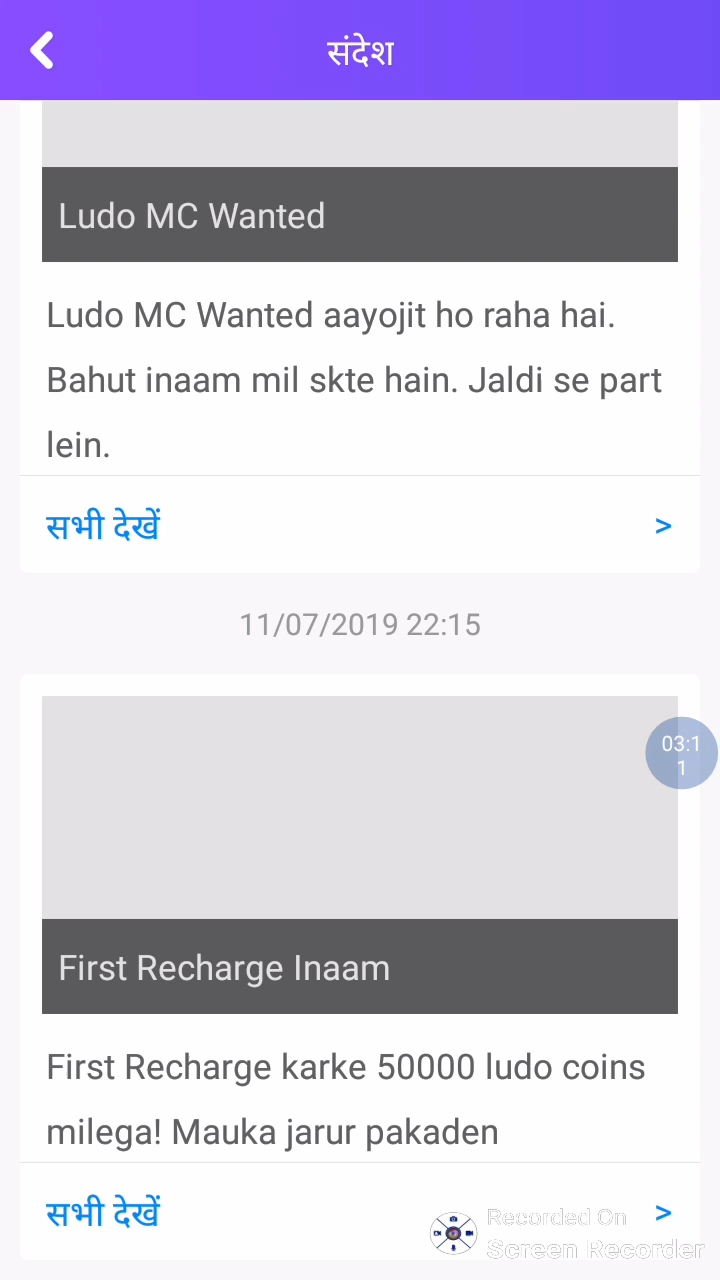 संदेश
Ludo MC Wanted
Ludo MC Wanted aayojit ho raha hai.
Bahut inaam mil skte hain. Jaldi se part
lein.
सभी देखें >
11/07/2019 22:15
03:1
1
First Recharge Inaam
First Recharge karke 50000 ludo coins
milega! Mauka jarur pakaden
सभी देखें >
Recorded On
Screen Recorder